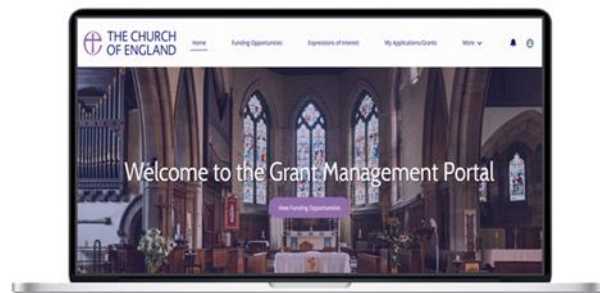 THE CHURCH
OF ENGLAND
Home
Funding Opportunities
Expressions of Interest
My Applications/Grants
More
Welcome to the Grant Management Portal
View Funding Opportunities